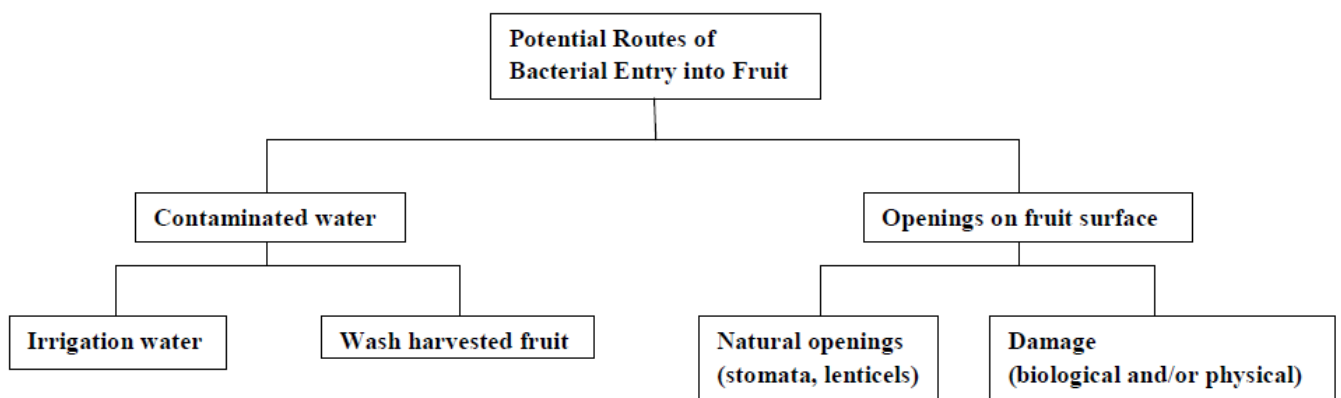 Potential Routes of
Bacterial Entry into Fruit
Contaminated water
Openings on fruit surface
Irrigation water
Wash harvested fruit
Natural openings
(stomata, lenticels)
Damage
(biological and/or physical)